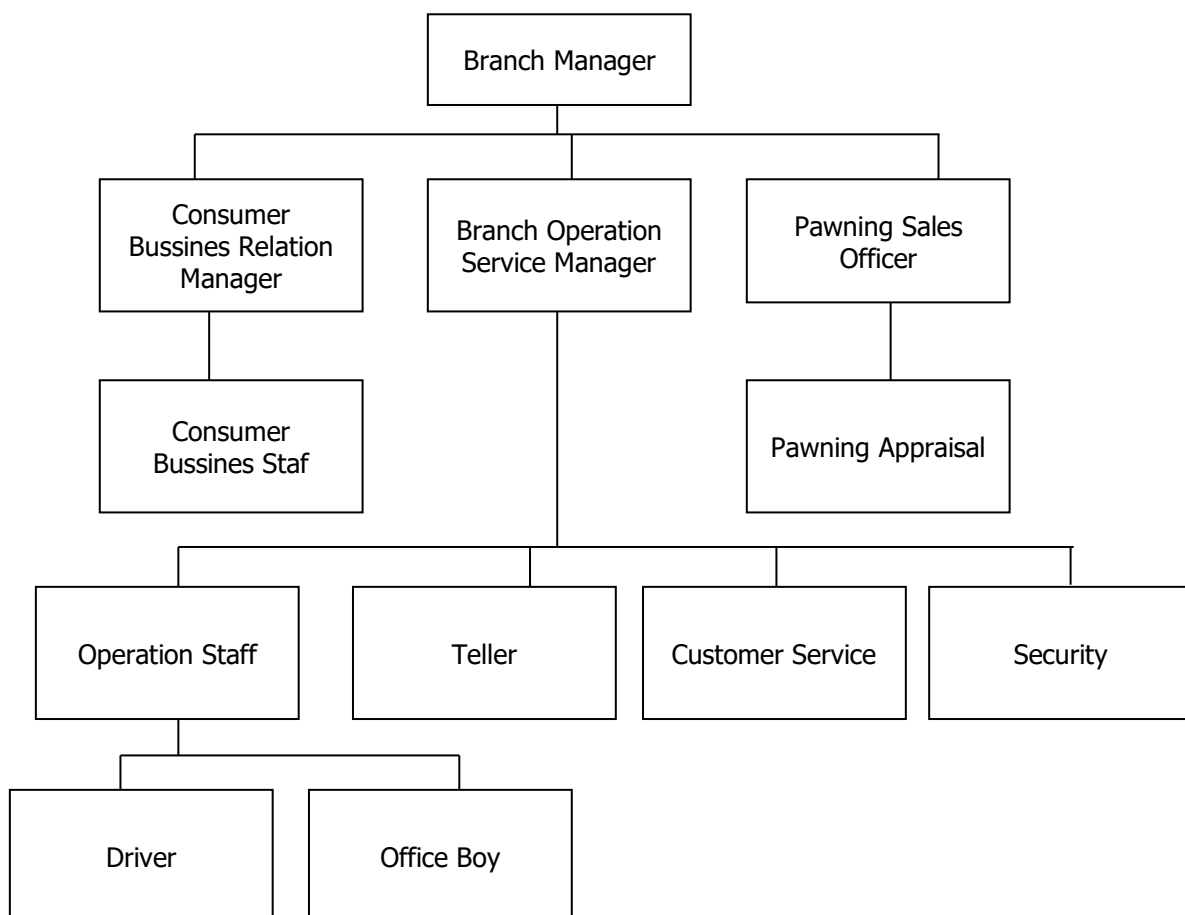 Branch Manager
Consumer
Bussines Relation
Manager
Branch Operation
Service Manager
Pawning Sales
Officer
Consumer
Bussines Staf
Pawning Appraisal
Operation Staff
Teller
Customer Service
Security
Driver
Office Boy